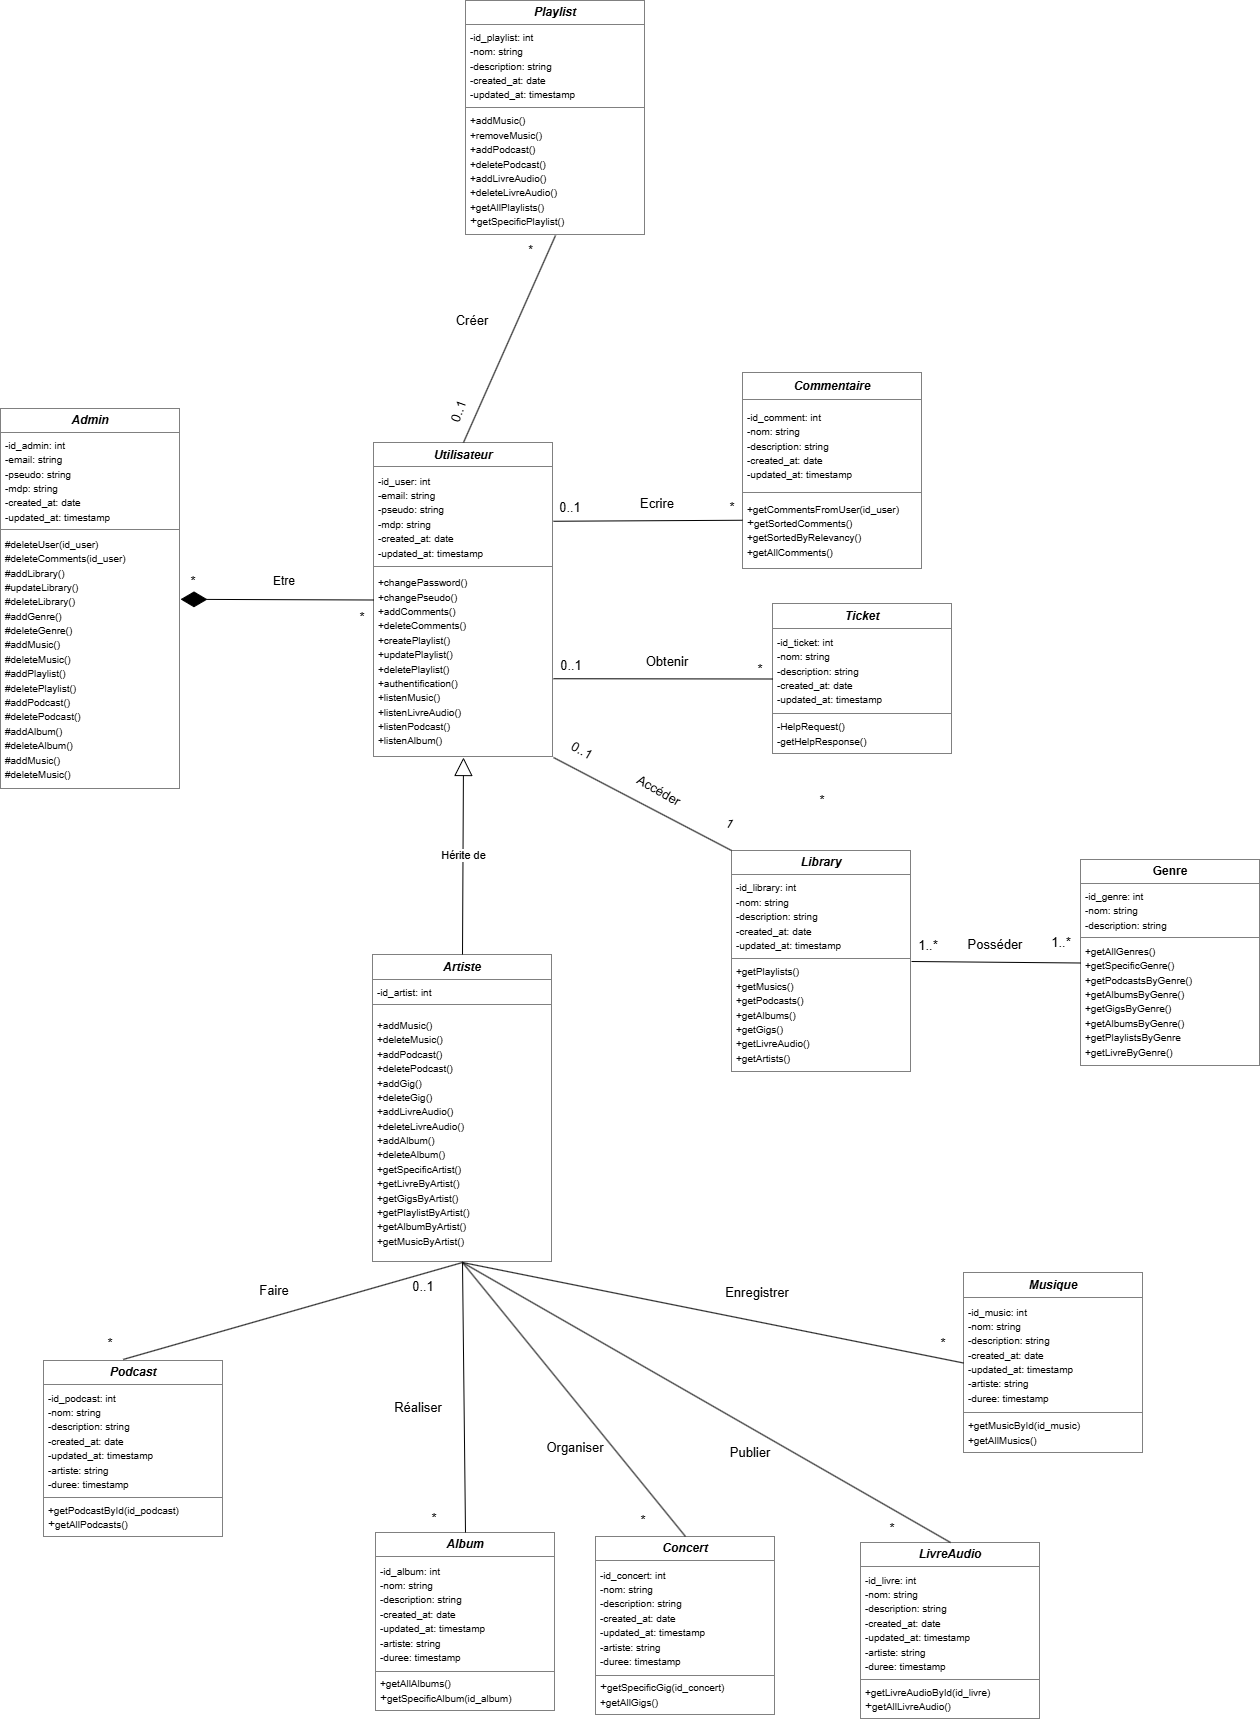 Playlist
-id_playlist: int
-nom: string
-description: string
-created_at: date
-updated_at: timestamp
+addMusic()
+removeMusic()
+addPodcast()
+deletePodcast()
+addLivreAudio()
+deleteLivreAudio()
+getAllPlaylists()
+getSpecificPlaylist()
*
Créer
0..1
Admin
-id_admin: int
-email: string
-pseudo: string
-mdp: string
-created_at: date
-updated_at: timestamp
#deleteUser(id_user)
#deleteComments(id_user)
#addLibrary()
#updateLibrary()
#deleteLibrary()
#addGenre()
#deleteGenre()
#addMusic()
#deleteMusic()
#addPlaylist()
#deletePlaylist()
#addPodcast()
#deletePodcast()
#addAlbum()
#deleteAlbum()
#addMusic()
#deleteMusic()
*
Etre
*
Utilisateur
-id_user: int
-email: string
-pseudo: string
-mdp: string
-created_at: date
-updated_at: timestamp
+changePassword()
+changePseudo()
+addComments()
+deleteComments()
+createPlaylist()
+updatePlaylist()
+deletePlaylist()
+authentification()
+listenMusic()
+listenLivreAudio()
+listenPodcast()
+listenAlbum()
0..1
Ecrire
*
Commentaire
-id_comment: int
-nom: string
-description: string
-created_at: date
-updated_at: timestamp
+getCommentsFromUser(id_user)
+getSortedComments()
+getSortedByRelevancy()
+getAllComments()
0..1
Obtenir
*
Ticket
-id_ticket: int
-nom: string
-description: string
-created_at: date
-updated_at: timestamp
-HelpRequest()
-getHelpResponse()
0..1
Accéder
*
1
Library
-id_library: int
-nom: string
-description: string
-created_at: date
-updated_at: timestamp
+getPlaylists()
+getMusics()
+getPodcasts()
+getAlbums()
+getGigs()
+getLivreAudio()
+getArtists()
1..*
Posséder
1..*
Genre
-id_genre: int
-nom: string
-description: string
+getAllGenres()
+getSpecificGenre()
+getPodcastsByGenre()
+getAlbumsByGenre()
+getGigsByGenre()
+getAlbumsByGenre()
+getPlaylistsByGenre
+getLivreByGenre()
Hérite de
Artiste
-id_artist: int
+addMusic()
+deleteMusic()
+addPodcast()
+deletePodcast()
+addGig()
+deleteGig()
+addLivreAudio()
+deleteLivreAudio()
+addAlbum()
+deleteAlbum()
+getSpecificArtist()
+getLivreByArtist()
+getGigsByArtist()
+getPlaylistByArtist()
+getAlbumByArtist()
+getMusicByArtist()
0..1
Faire
*
Podcast
-id_podcast: int
-nom: string
-description: string
-created_at: date
-updated_at: timestamp
-artiste: string
-duree: timestamp
+getPodcastById(id_podcast)
+getAllPodcasts()
Réaliser
*
Album
-id_album: int
-nom: string
-description: string
-created_at: date
-updated_at: timestamp
-artiste: string
-duree: timestamp
+getAllAlbums()
+getSpecificAlbum(id_album)
Organiser
*
Concert
-id_concert: int
-nom: string
-description: string
-created_at: date
-updated_at: timestamp
-artiste: string
-duree: timestamp
+getSpecificGig(id_concert)
+getAllGigs()
Publier
*
LivreAudio
-id_livre: int
-nom: string
-description: string
-created_at: date
-updated_at: timestamp
-artiste: string
-duree: timestamp
+getLivreAudioById(id_livre)
+getAllLivreAudio()
Enregistrer
*
Musique
-id_music: int
-nom: string
-description: string
-created_at: date
-updated_at: timestamp
-artiste: string
-duree: timestamp
+getMusicById(id_music)
+getAllMusics()